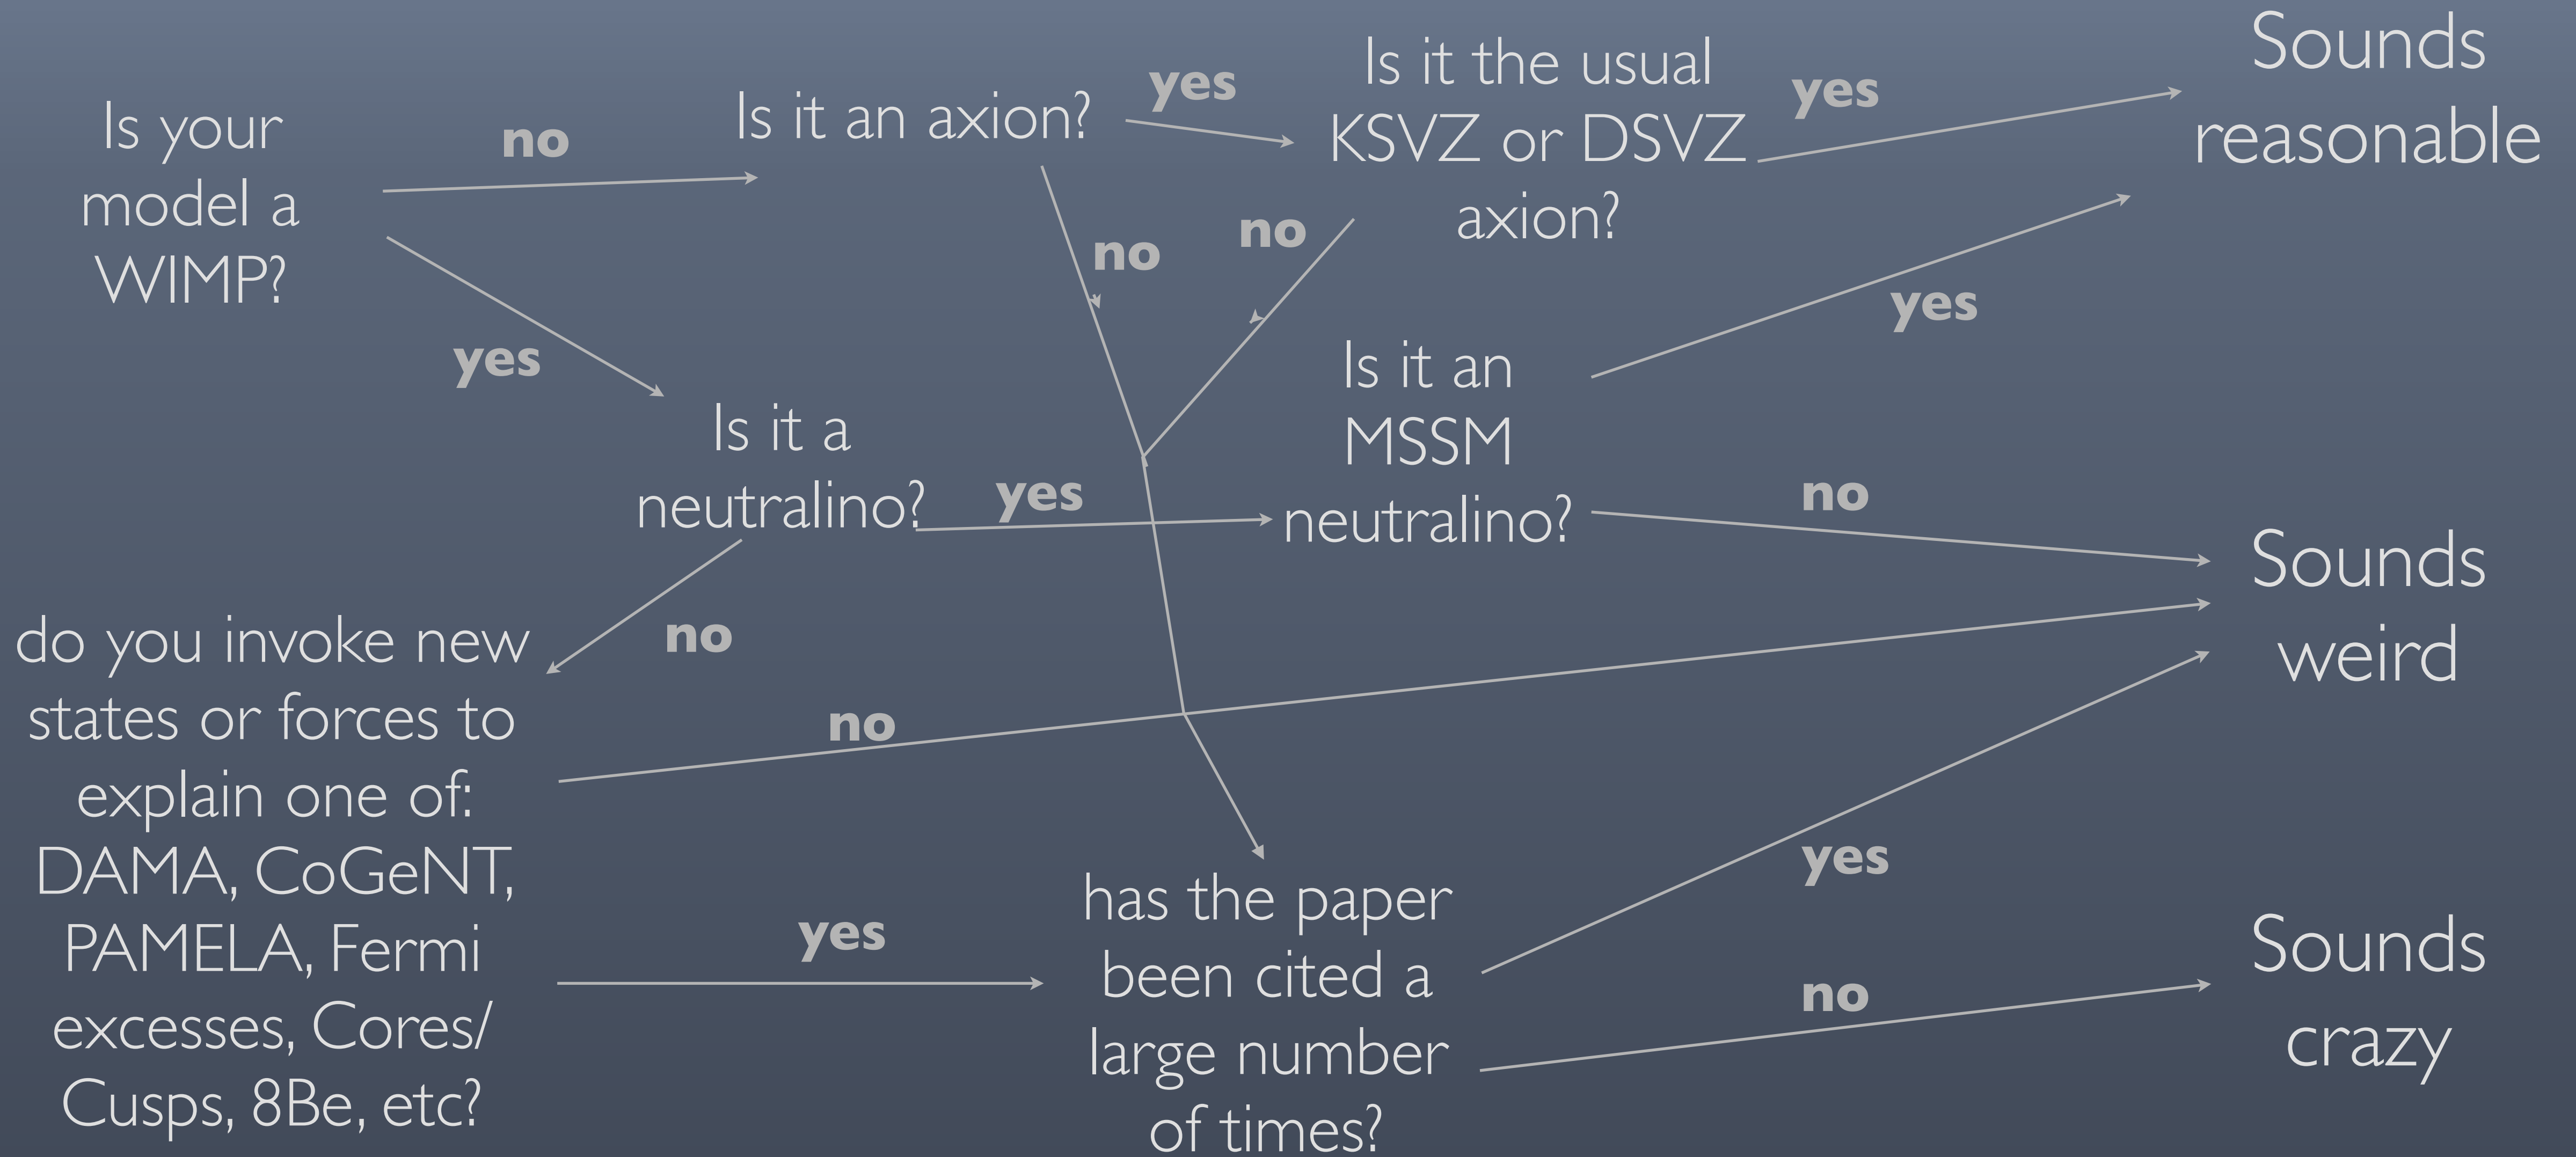 Is your
model a
WIMP?
no
yes
Is it an axion?
yes
no
Is it the usual
KSVZ or DSVZ
axion?
yes
no
Sounds
reasonable
Is it a
neutralino?
yes
no
Is it an
MSSM
neutralino?
yes
no
Sounds
weird
do you invoke new
states or forces to
explain one of:
DAMA, CoGeNT,
PAMELA, Fermi
excesses, Cores/
Cusps, 8Be, etc?
no
yes
has the paper
been cited a
large number
of times?
yes
no
Sounds
crazy